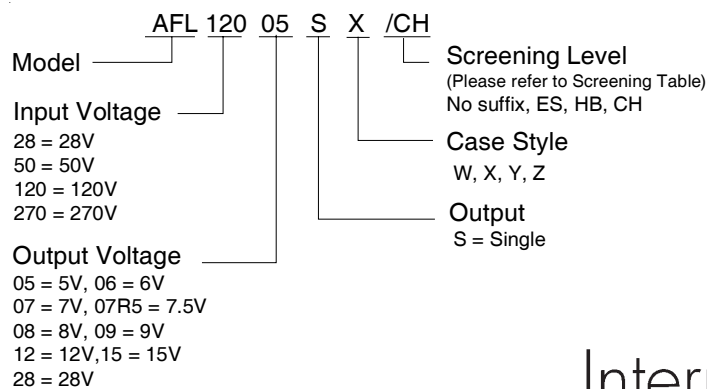 AFL 120 05 S X /CH
Model
Input Voltage
28 = 28V
50 = 50V
120 = 120V
270 = 270V
Output Voltage
05 = 5V, 06 = 6V
07 = 7V, 07R5 = 7.5V
08 = 8V, 09 = 9V
12 = 12V,15 = 15V
28 = 28V
Screening Level
(Please refer to Screening Table)
No suffix, ES, HB, CH
Case Style
W, X, Y, Z
Output
S = Single